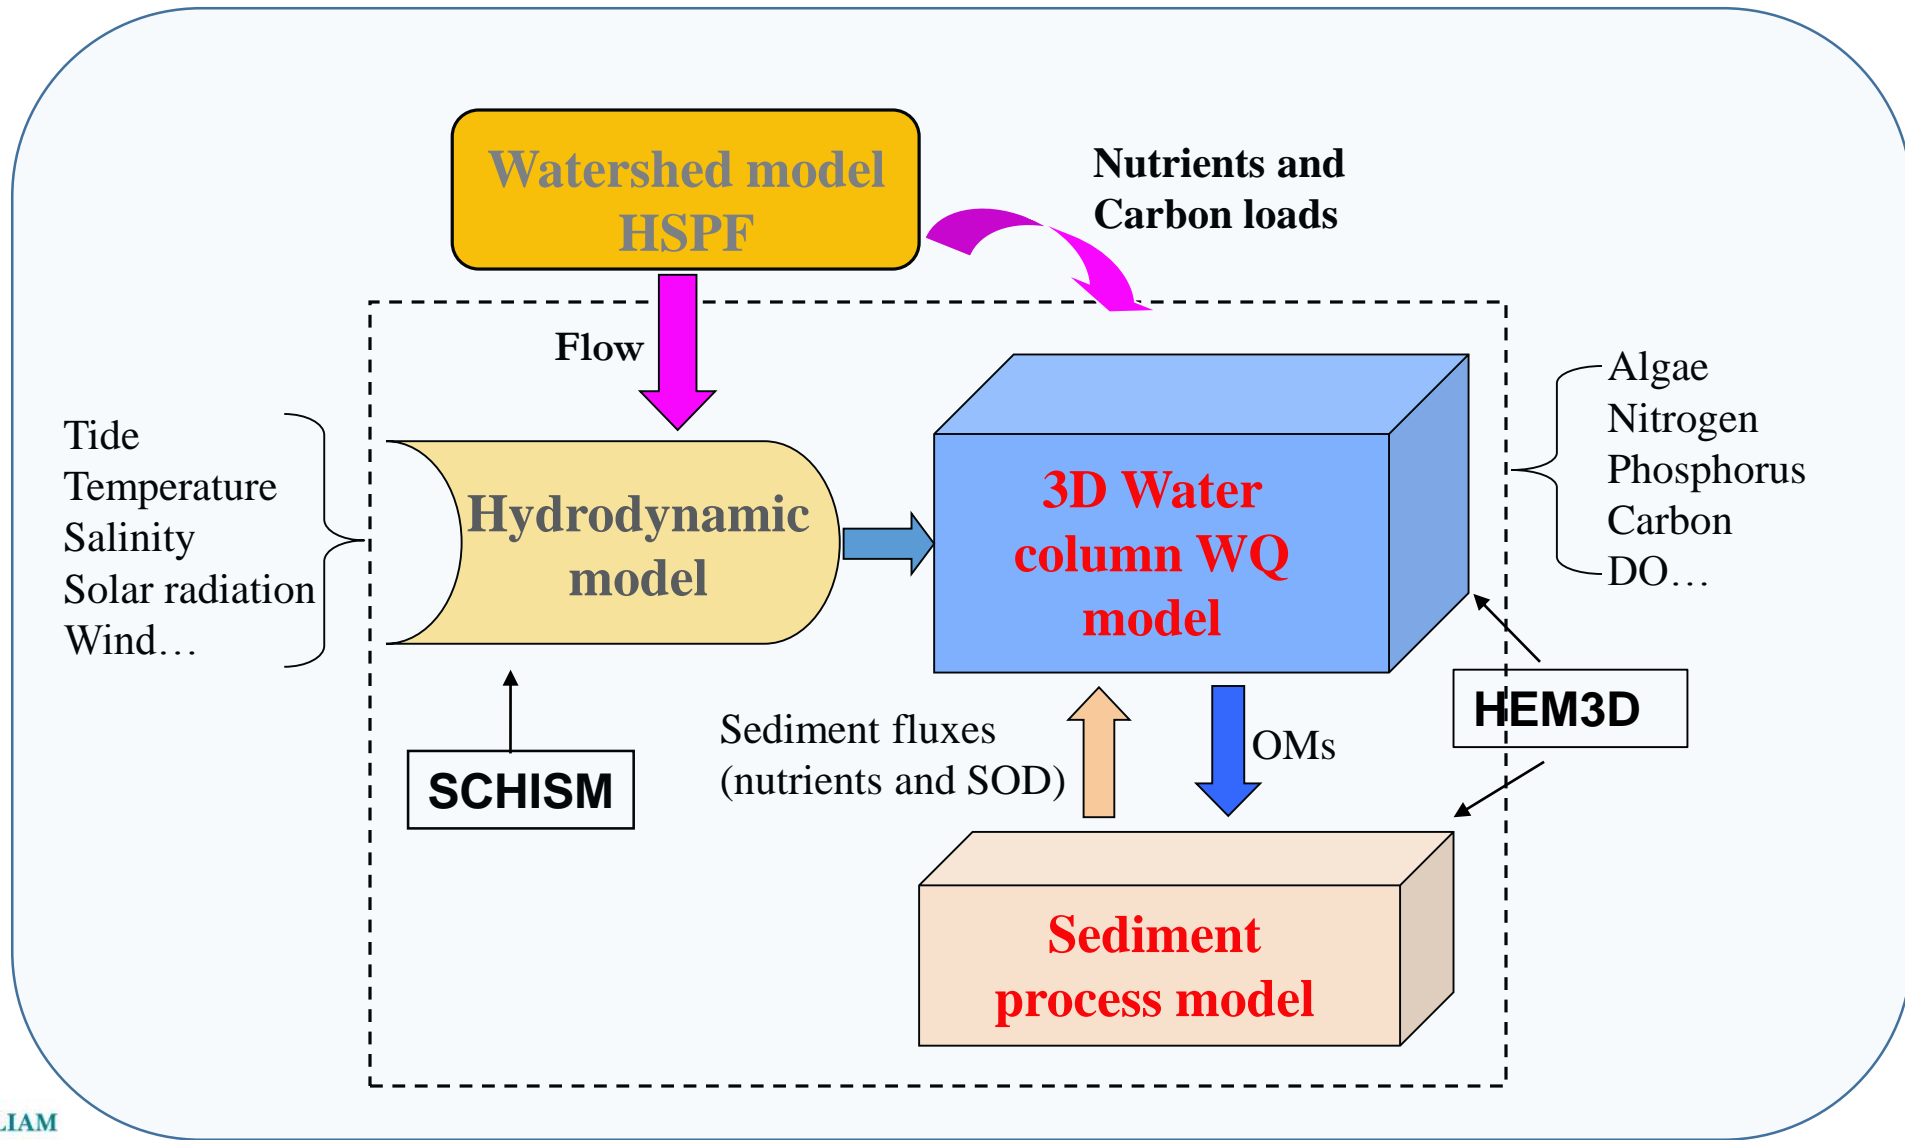 Watershed model
HSPF
Nutrients and
Carbon loads
Flow
Tide
Temperature
Salinity
Solar radiation
Wind…
Hydrodynamic
model
3D Water
column WQ
model
Algae
Nitrogen
Phosphorus
Carbon
DO…
SCHISM
Sediment fluxes
(nutrients and SOD)
OMs
HEM3D
Sediment
process model
LIAM